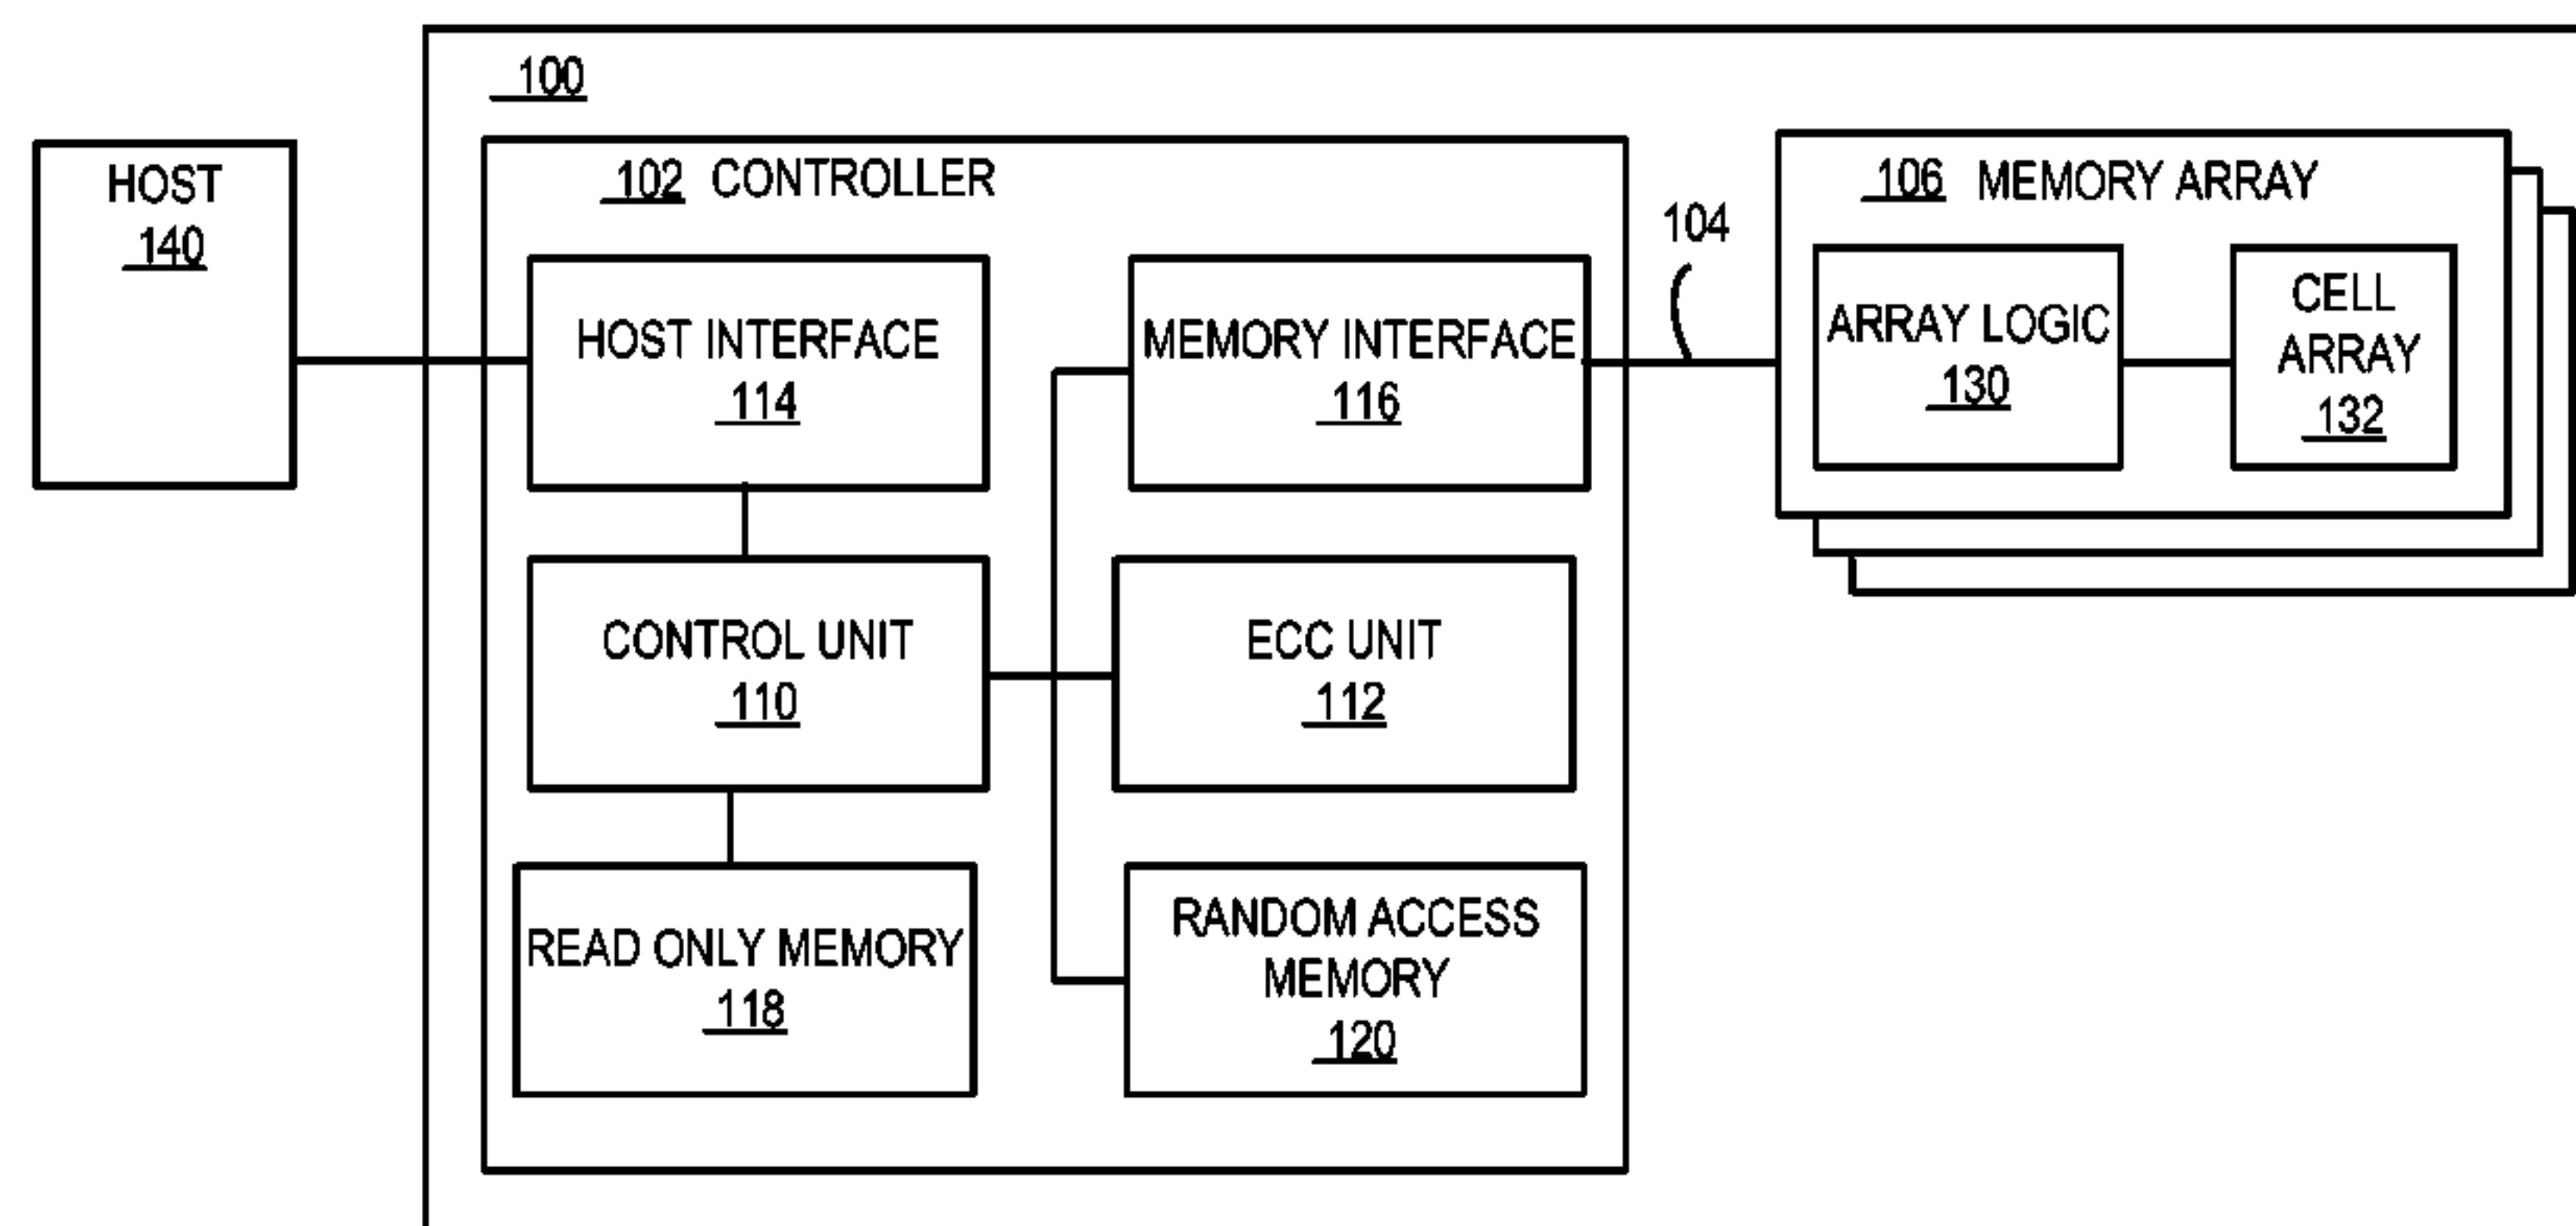 100
HOST
140
102 CONTROLLER
106 MEMORY ARRAY
104
HOST INTERFACE
114
MEMORY INTERFACE
116
ARRAY LOGIC
130
CELL
ARRAY
132
CONTROL UNIT
110
ECC UNIT
112
READ ONLY MEMORY
118
RANDOM ACCESS
MEMORY
120